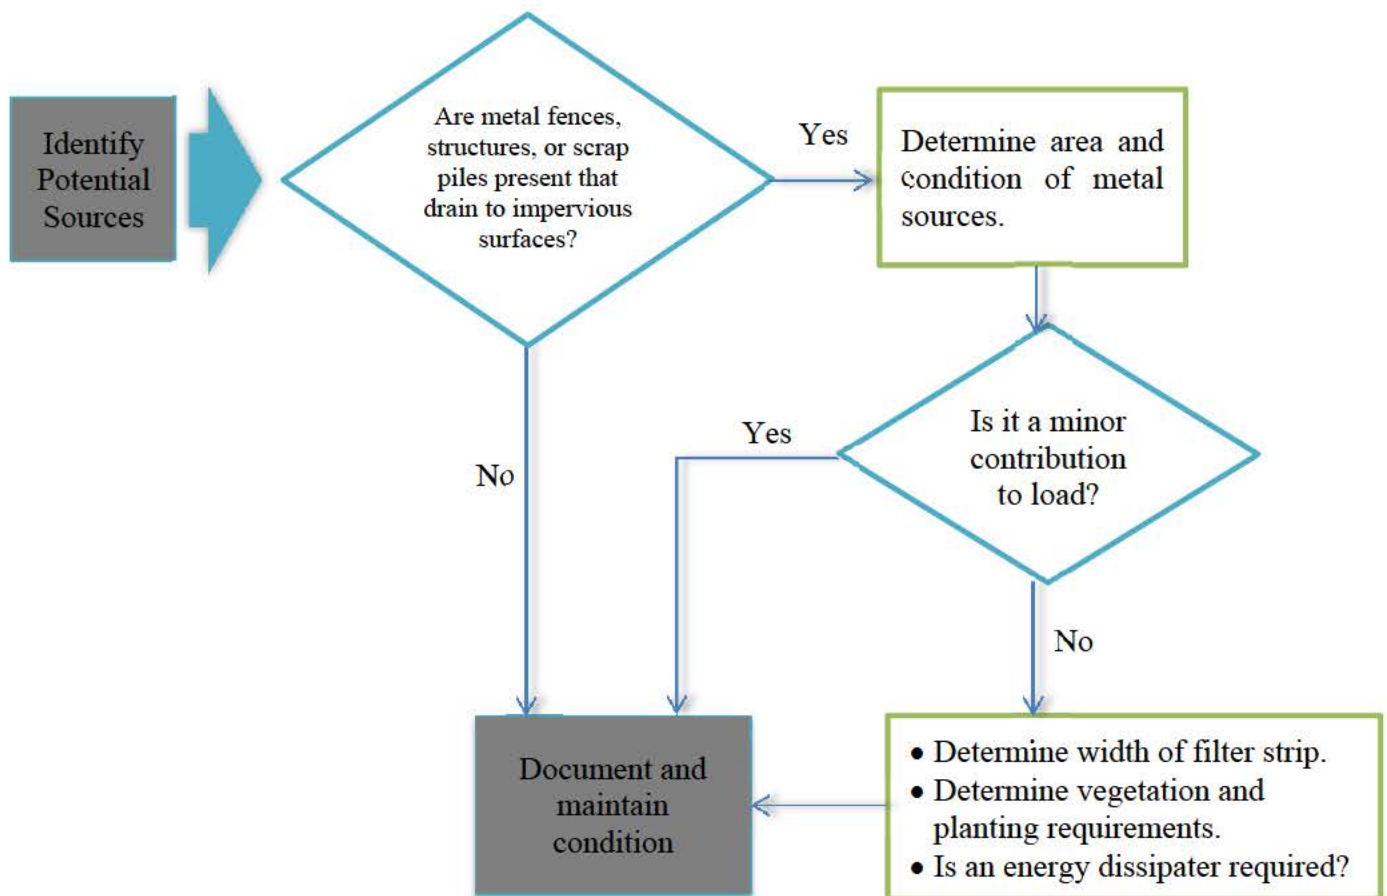 Identify
Potential
Sources
Are metal fences,
structures, or scrap
piles present that
drain to impervious
surfaces?
Yes
Determine area and
condition of metal
sources.
Is it a minor
contribution
to load?
Yes
No
No
Document and
maintain
condition
• Determine width of filter strip.
• Determine vegetation and
planting requirements.
• Is an energy dissipater required?